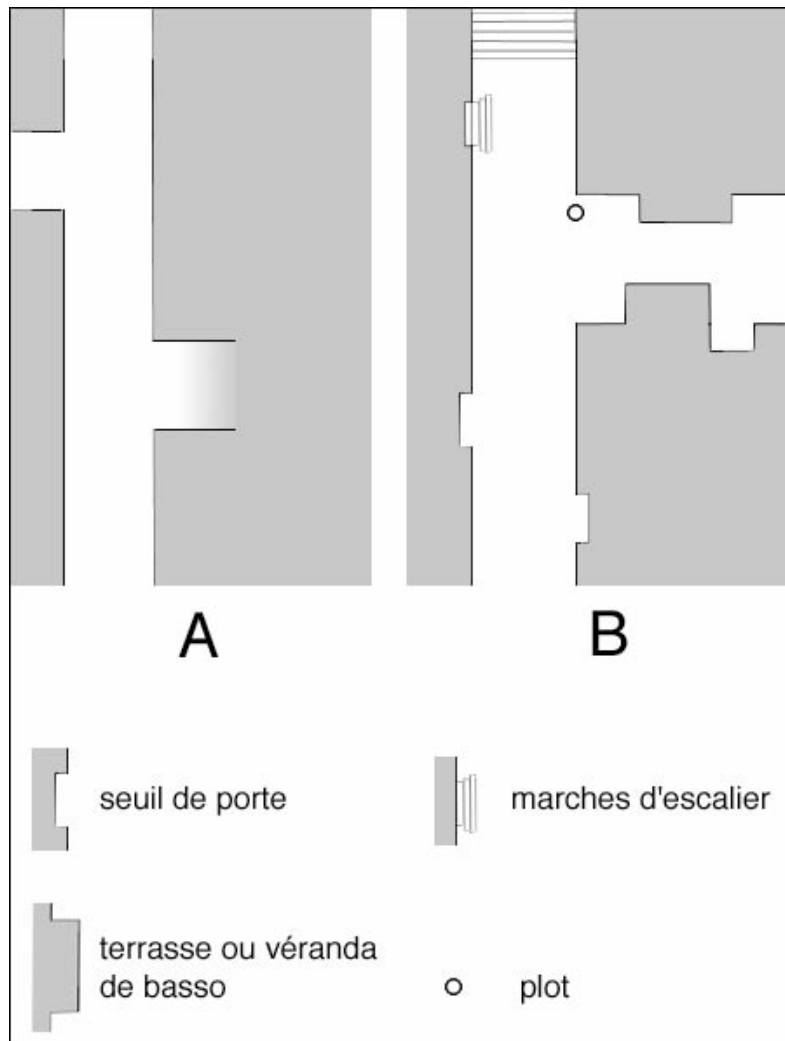 A
B
seuil de porte
marches d'escalier
terrasse ou véranda
de basso
plot